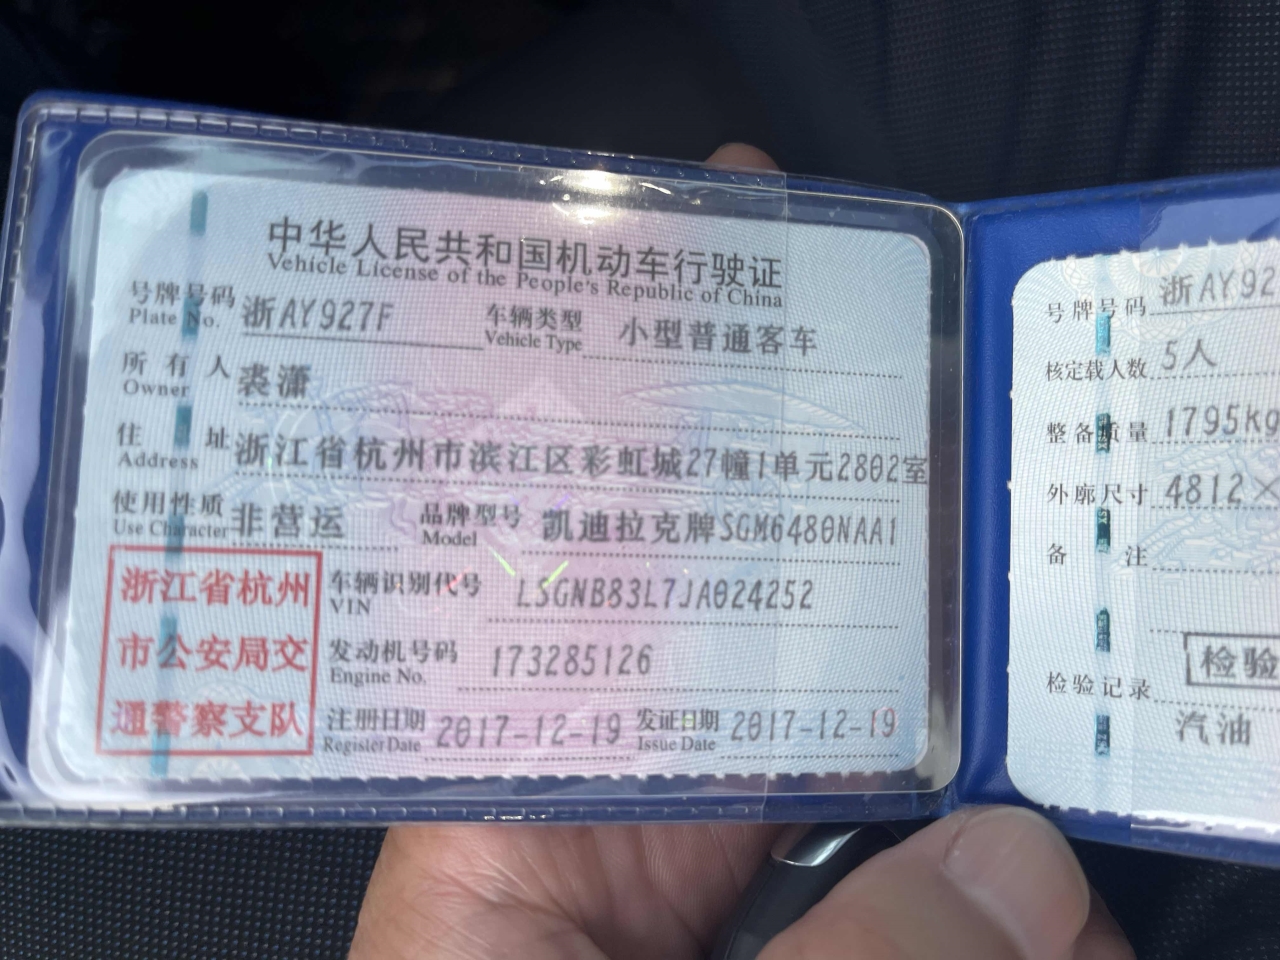 中华人民共和国机动车行驶证
Vehicle License of the People's Republic of China
号牌号码 浙AY927F 车辆类型 小型普通客车
Plate No. Vehicle Type
所有人 裘潇
Owner
住址 浙江省杭州市滨江区彩虹城27幢1单元2802室
Address
使用性质 非营运 品牌型号 凯迪拉克牌SGM6480NAA1
Use Character Model
浙江省杭州
市公安局交
通警察支队
车辆识别代号 LSGNB83L7JA024252
VIN
发动机号码 173285126
Engine No.
注册日期 2017-12-19 发证日期 2017-12-19
Register Date Issue Date
号牌号码 浙AY92
核定载人数 5人
整备质量 1795kg
外廓尺寸 4812×
备注
检验
检验记录
汽油